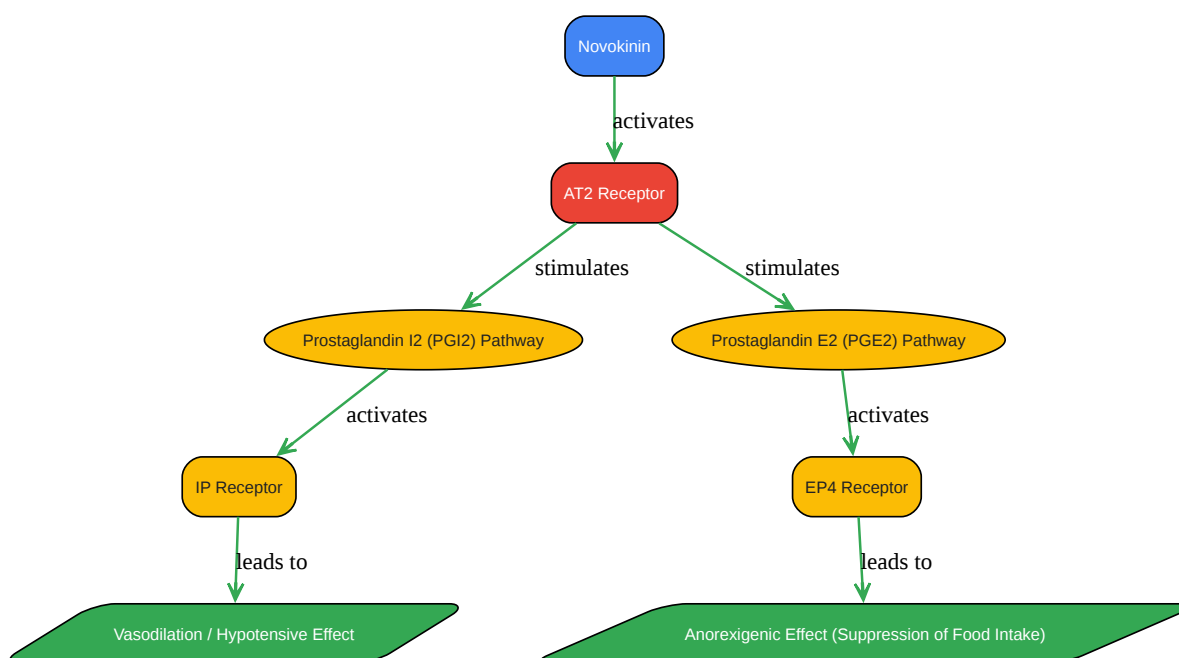 Novokinin
activates
AT2 Receptor
stimulates
stimulates
Prostaglandin I2 (PGI2) Pathway
Prostaglandin E2 (PGE2) Pathway
activates
activates
IP Receptor
EP4 Receptor
leads to
leads to
Vasodilation / Hypotensive Effect
Anorexigenic Effect (Suppression of Food Intake)